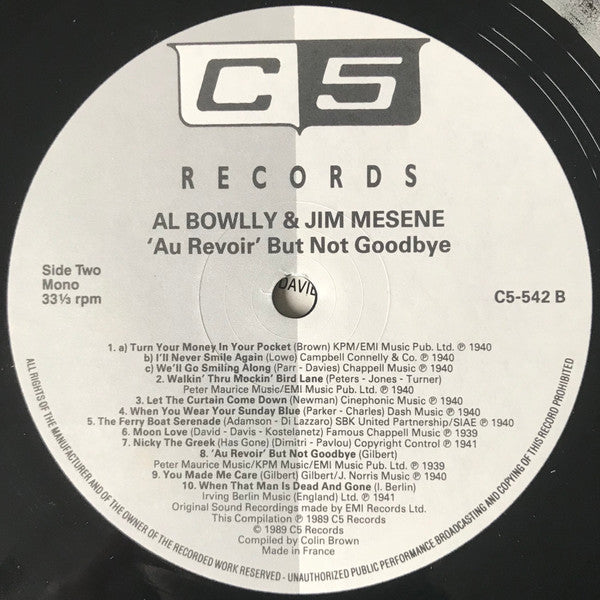 C5
RECORDS
AL BOWLLY & JIM MESENE
'Au Revoir' But Not Goodbye
Side Two
Mono
33⅓ rpm
DAVID
C5-542 B
1. a) Turn Your Money In Your Pocket (Brown) KPM/EMI Music Pub. Ltd. ℗ 1940
b) I'll Never Smile Again (Lowe) Campbell Connelly & Co. ℗ 1940
c) We'll Go Smiling Along (Parr - Davies) Chappell Music ℗ 1940
2. Walkin' Thru Mockin' Bird Lane (Peters - Jones - Turner)
Peter Maurice Music/EMI Music Pub. Ltd. ℗ 1940
3. Let The Curtain Come Down (Newman) Cinephonic Music ℗ 1940
4. When You Wear Your Sunday Blue (Parker - Charles) Dash Music ℗ 1940
5. The Ferry Boat Serenade (Adamson - Di Lazzaro) SBK United Partnership/SIAE ℗ 1940
6. Moon Love (David - Davis - Kostelanetz) Famous Chappell Music ℗ 1939
7. Nicky The Greek (Has Gone) (Dimitri - Pavlou) Copyright Control ℗ 1941
8. 'Au Revoir' But Not Goodbye (Gilbert)
Peter Maurice Music/KPM Music/EMI Music Pub. Ltd. ℗ 1939
9. You Made Me Care (Gilbert) Gilbert/J. Norris Music ℗ 1940
10. When That Man Is Dead And Gone (I. Berlin)
Irving Berlin Music (England) Ltd. ℗ 1941
Original Sound Recordings made by EMI Records Ltd.
This Compilation ℗ 1989 C5 Records
© 1989 C5 Records
Compiled by Colin Brown
Made in France
ALL RIGHTS OF THE MANUFACTURER AND OF THE OWNER OF THE RECORDED WORK RESERVED - UNAUTHORIZED PUBLIC PERFORMANCE BROADCASTING AND COPYING OF THIS RECORD PROHIBITED